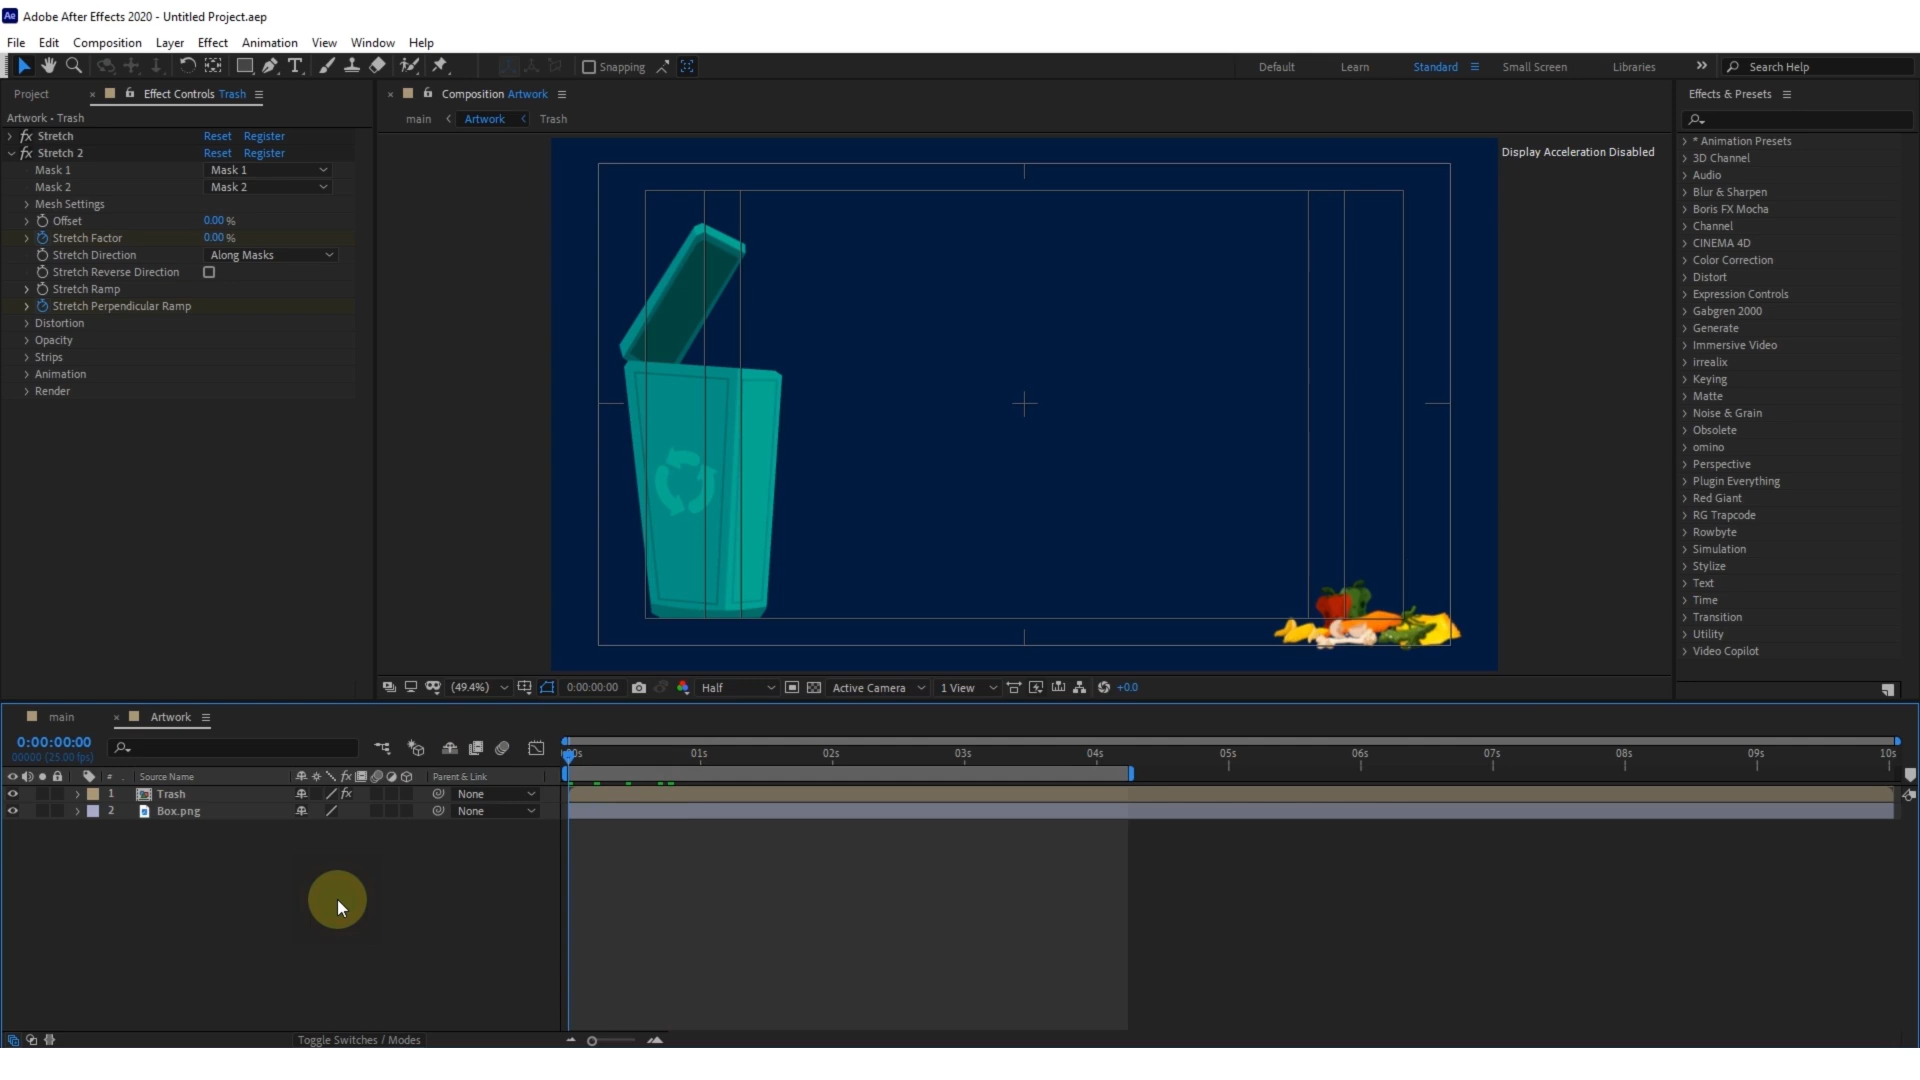 Ae Adobe After Effects 2020 - Untitled Project.aep
File Edit Composition Layer Effect Animation View Window Help
Snapping Default Learn Standard Small Screen Libraries Search Help
Project Effect Controls Trash
Composition Artwork
Effects & Presets
Artwork • Trash
main Artwork Trash
fx Stretch Reset Register
fx Stretch 2 Reset Register
Mask 1 Mask 1
Mask 2 Mask 2
Mesh Settings
Offset 0.00 %
Stretch Factor 0.00 %
Stretch Direction Along Masks
Stretch Reverse Direction
Stretch Ramp
Stretch Perpendicular Ramp
Distortion
Opacity
Strips
Animation
Render
Display Acceleration Disabled
* Animation Presets
3D Channel
Audio
Blur & Sharpen
Boris FX Mocha
Channel
CINEMA 4D
Color Correction
Distort
Expression Controls
Gabgren 2000
Generate
Immersive Video
irrealix
Keying
Matte
Noise & Grain
Obsolete
omino
Perspective
Plugin Everything
Red Giant
RG Trapcode
Rowbyte
Simulation
Stylize
Text
Time
Transition
Utility
Video Copilot
(49.4%) 0:00:00:00 Half Active Camera 1 View +0.0
main Artwork
0:00:00:00
00000 (25.00 fps)
01s 02s 03s 04s 05s 06s 07s 08s 09s 10s
# Source Name fx Parent & Link
1 Trash fx None
2 Box.png None
Toggle Switches / Modes